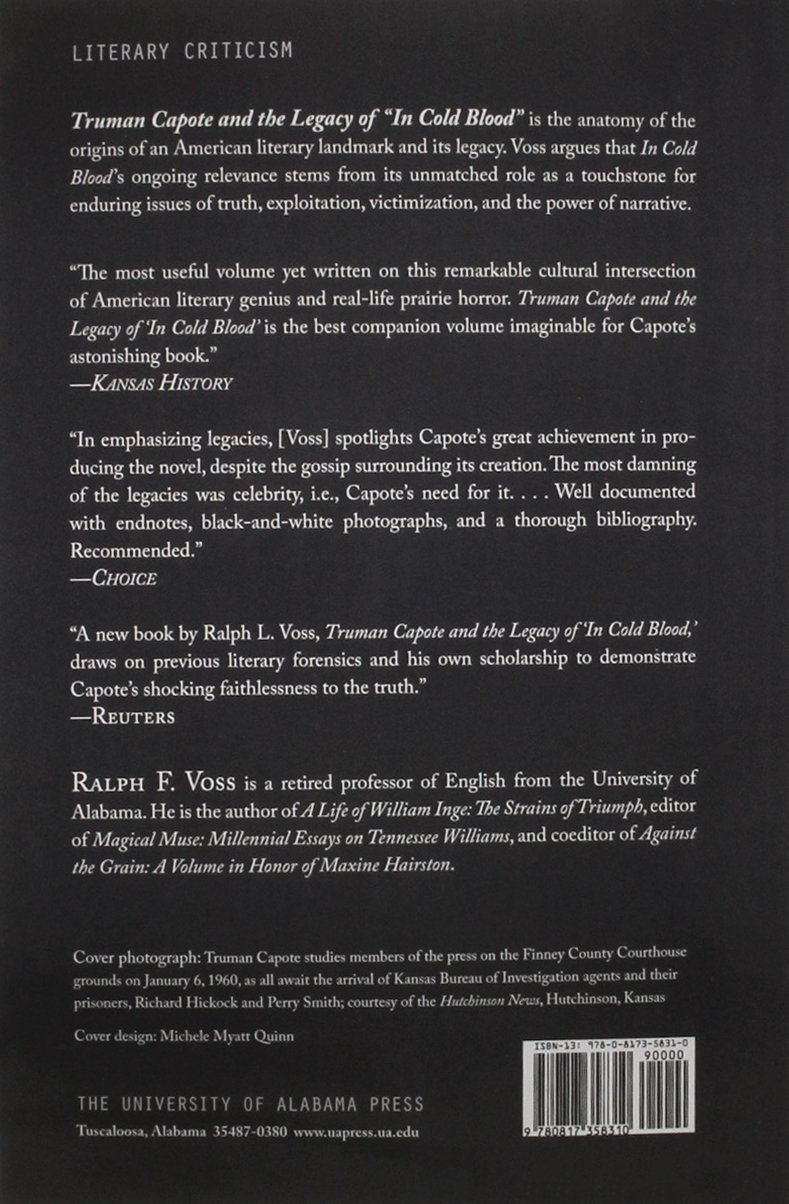 LITERARY CRITICISM
Truman Capote and the Legacy of “In Cold Blood” is the anatomy of the
origins of an American literary landmark and its legacy. Voss argues that In Cold
Blood’s ongoing relevance stems from its unmatched role as a touchstone for
enduring issues of truth, exploitation, victimization, and the power of narrative.
“The most useful volume yet written on this remarkable cultural intersection
of American literary genius and real-life prairie horror. Truman Capote and the
Legacy of ‘In Cold Blood’ is the best companion volume imaginable for Capote’s
astonishing book.”
—KANSAS HISTORY
“In emphasizing legacies, [Voss] spotlights Capote’s great achievement in pro-
ducing the novel, despite the gossip surrounding its creation. The most damning
of the legacies was celebrity, i.e., Capote’s need for it. . . . Well documented
with endnotes, black-and-white photographs, and a thorough bibliography.
Recommended.”
—CHOICE
“A new book by Ralph L. Voss, Truman Capote and the Legacy of ‘In Cold Blood,’
draws on previous literary forensics and his own scholarship to demonstrate
Capote’s shocking faithlessness to the truth.”
—REUTERS
RALPH F. VOSS is a retired professor of English from the University of
Alabama. He is the author of A Life of William Inge: The Strains of Triumph, editor
of Magical Muse: Millennial Essays on Tennessee Williams, and coeditor of Against
the Grain: A Volume in Honor of Maxine Hairston.
Cover photograph: Truman Capote studies members of the press on the Finney County Courthouse
grounds on January 6, 1960, as all await the arrival of Kansas Bureau of Investigation agents and their
prisoners, Richard Hickock and Perry Smith; courtesy of the Hutchinson News, Hutchinson, Kansas
Cover design: Michele Myatt Quinn
ISBN-13: 978-0-8173-5831-0
90000
9 780817 358310
THE UNIVERSITY OF ALABAMA PRESS
Tuscaloosa, Alabama 35487-0380 www.uapress.ua.edu